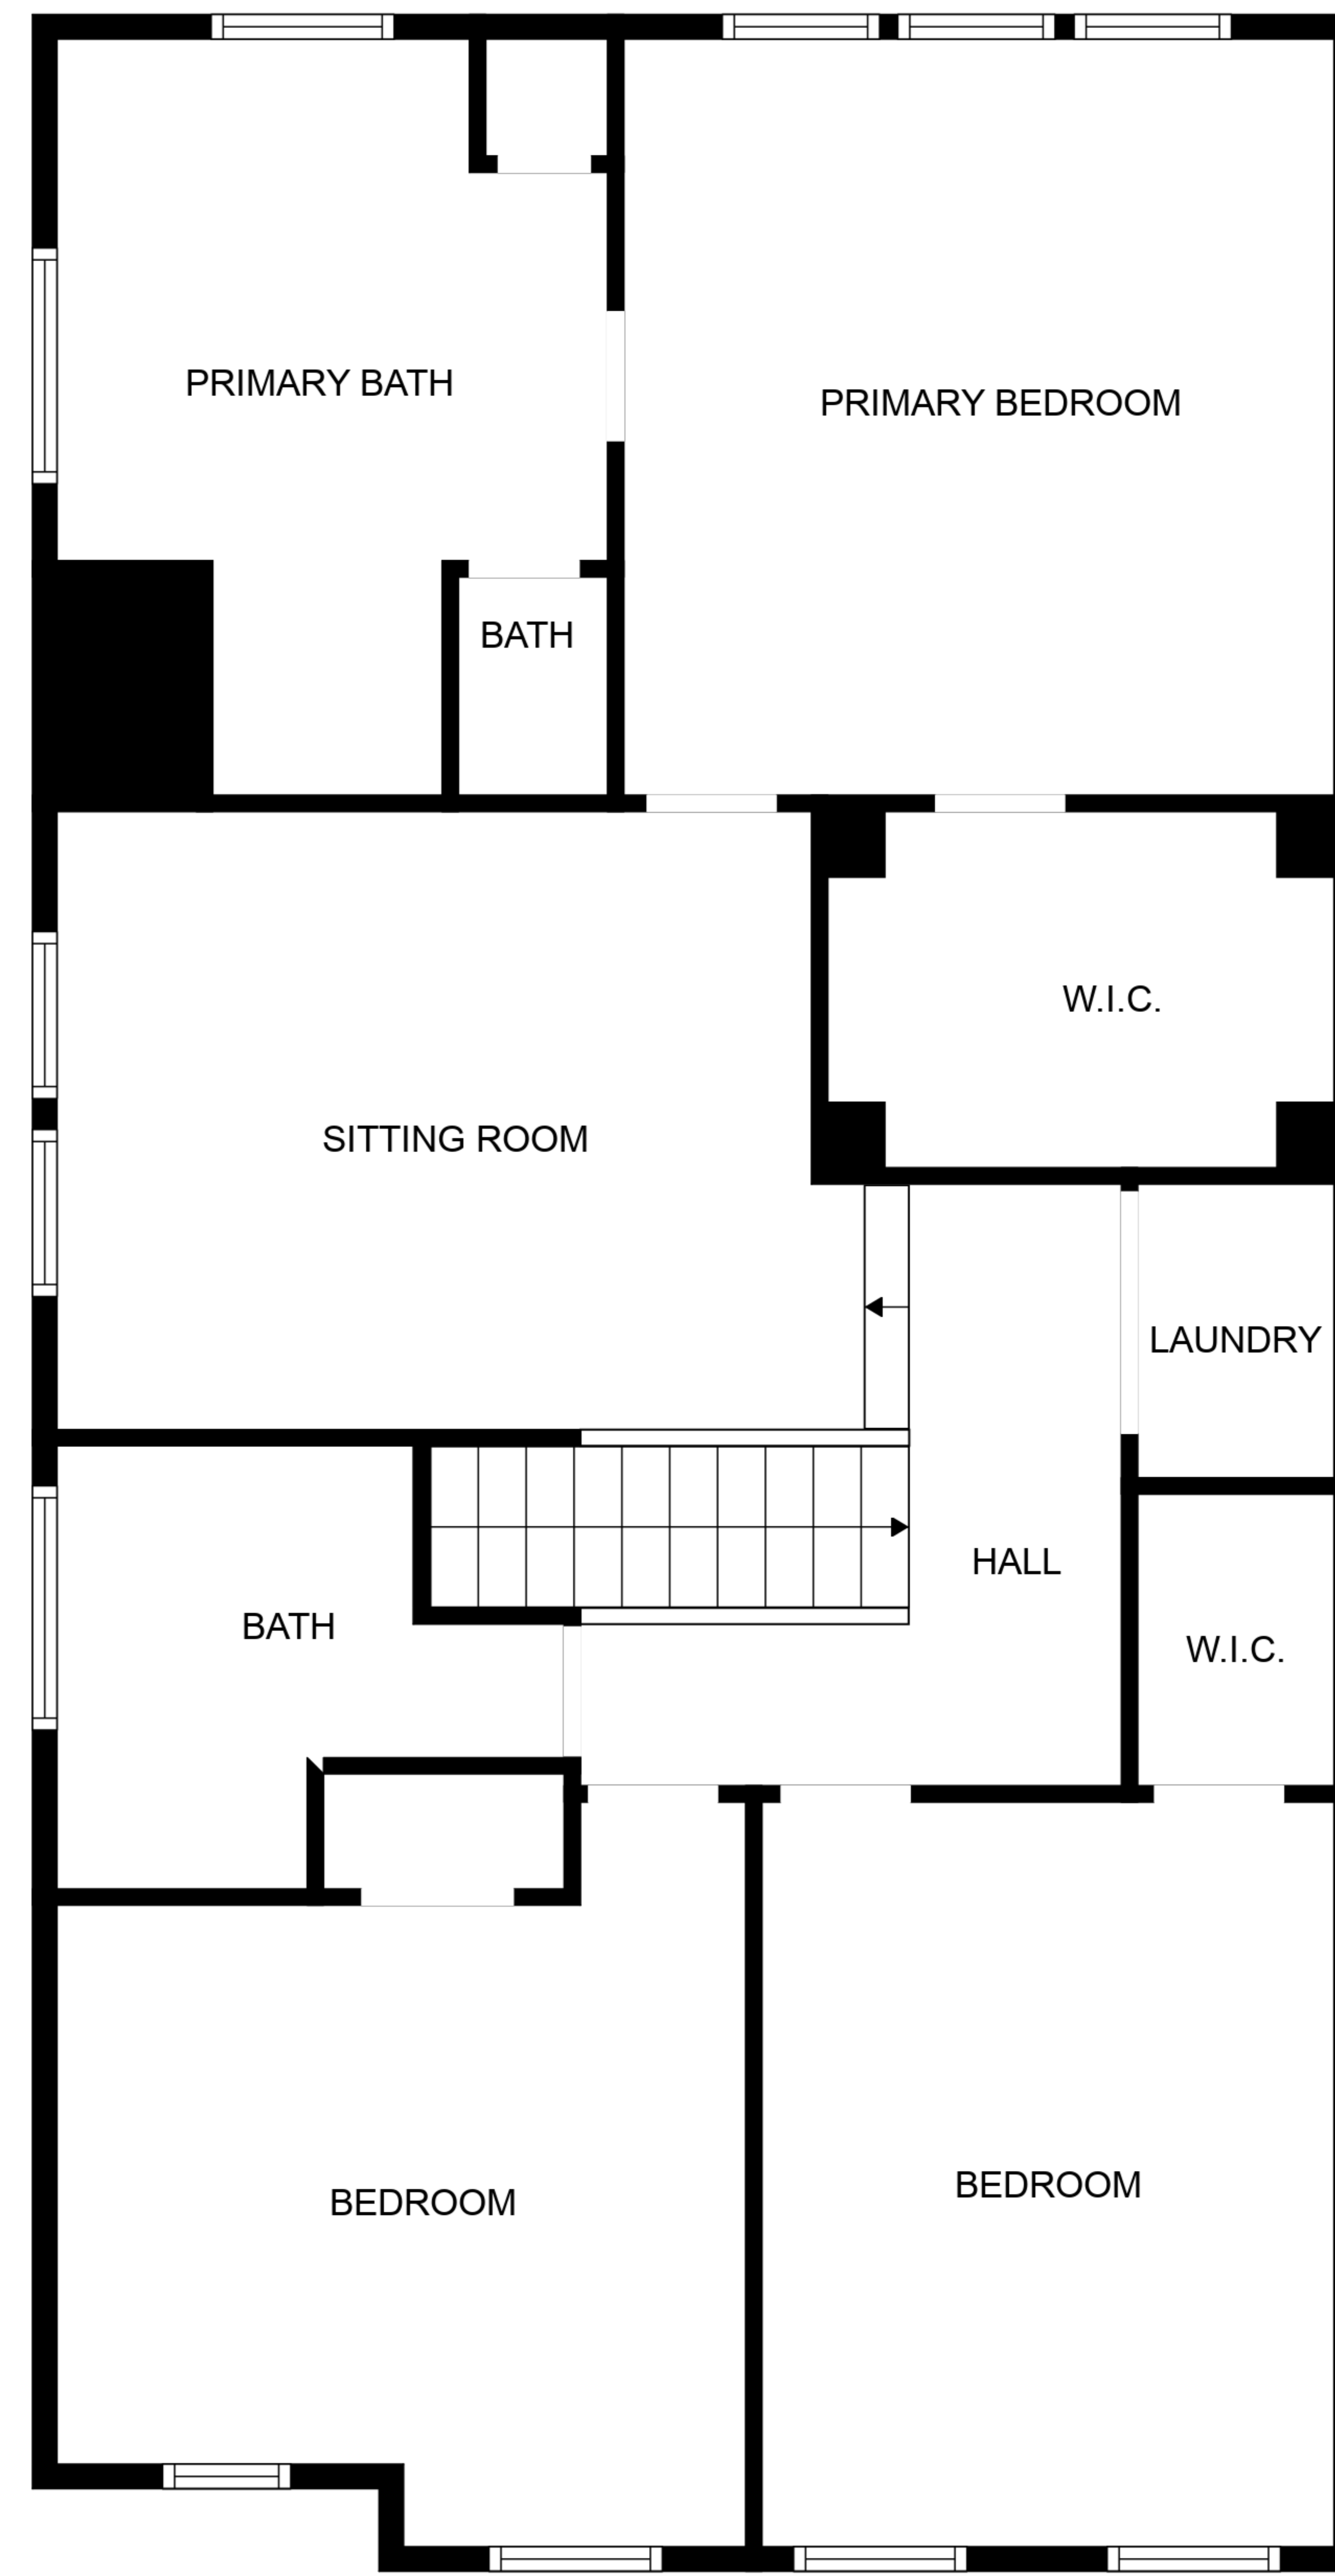 PRIMARY BATH
PRIMARY BEDROOM
BATH
W.I.C.
SITTING ROOM
LAUNDRY
HALL
BATH
W.I.C.
BEDROOM
BEDROOM